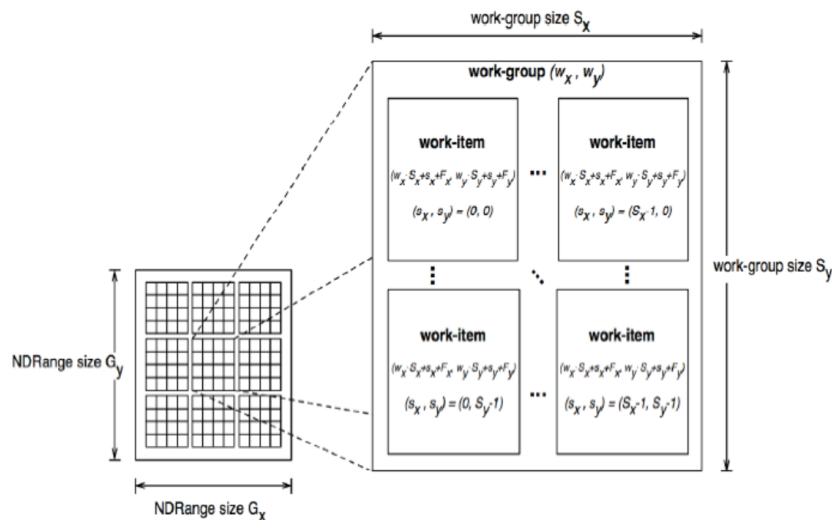 work-group size Sx
work-group (wx , wy)
work-item
(wx·Sx+sx+Fx, wy·Sy+sy+Fy)
(sx , sy) = (0, 0)
...
work-item
(wx·Sx+sx+Fx, wy·Sy+sy+Fy)
(sx , sy) = (Sx-1, 0)
work-group size Sy
work-item
(wx·Sx+sx+Fx, wy·Sy+sy+Fy)
(sx , sy) = (0, Sy-1)
...
work-item
(wx·Sx+sx+Fx, wy·Sy+sy+Fy)
(sx , sy) = (Sx-1, Sy-1)
NDRange size Gy
NDRange size Gx